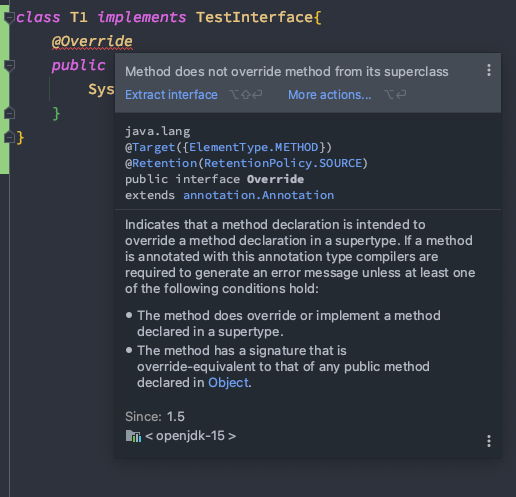 class T1 implements TestInterface{
@Override
public
Sys
}
}
Method does not override method from its superclass
Extract interface ⌥⇧⏎ More actions... ⌥⏎
java.lang
@Target({ElementType.METHOD})
@Retention(RetentionPolicy.SOURCE)
public interface Override
extends annotation.Annotation
Indicates that a method declaration is intended to
override a method declaration in a supertype. If a method
is annotated with this annotation type compilers are
required to generate an error message unless at least one
of the following conditions hold:
• The method does override or implement a method
declared in a supertype.
• The method has a signature that is
override-equivalent to that of any public method
declared in Object.
Since: 1.5
< openjdk-15 >